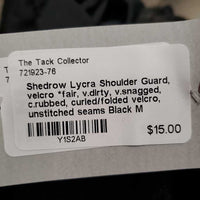 The Tack Collector
721923-76
Shedrow Lycra Shoulder Guard,
velcro *fair, v.dirty, v.snagged,
c.rubbed, curled/folded velcro,
unstitched seams Black M
Y1S2AB
$15.00
T
7